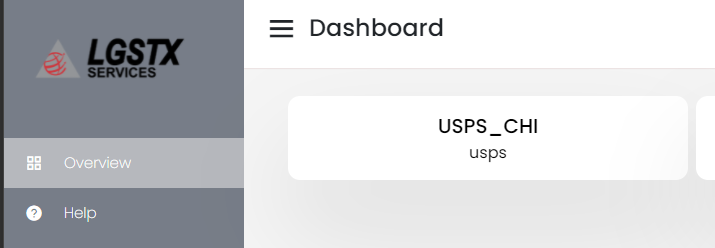 LGSTX
SERVICES
Dashboard
USPS_CHI
usps
Overview
Help